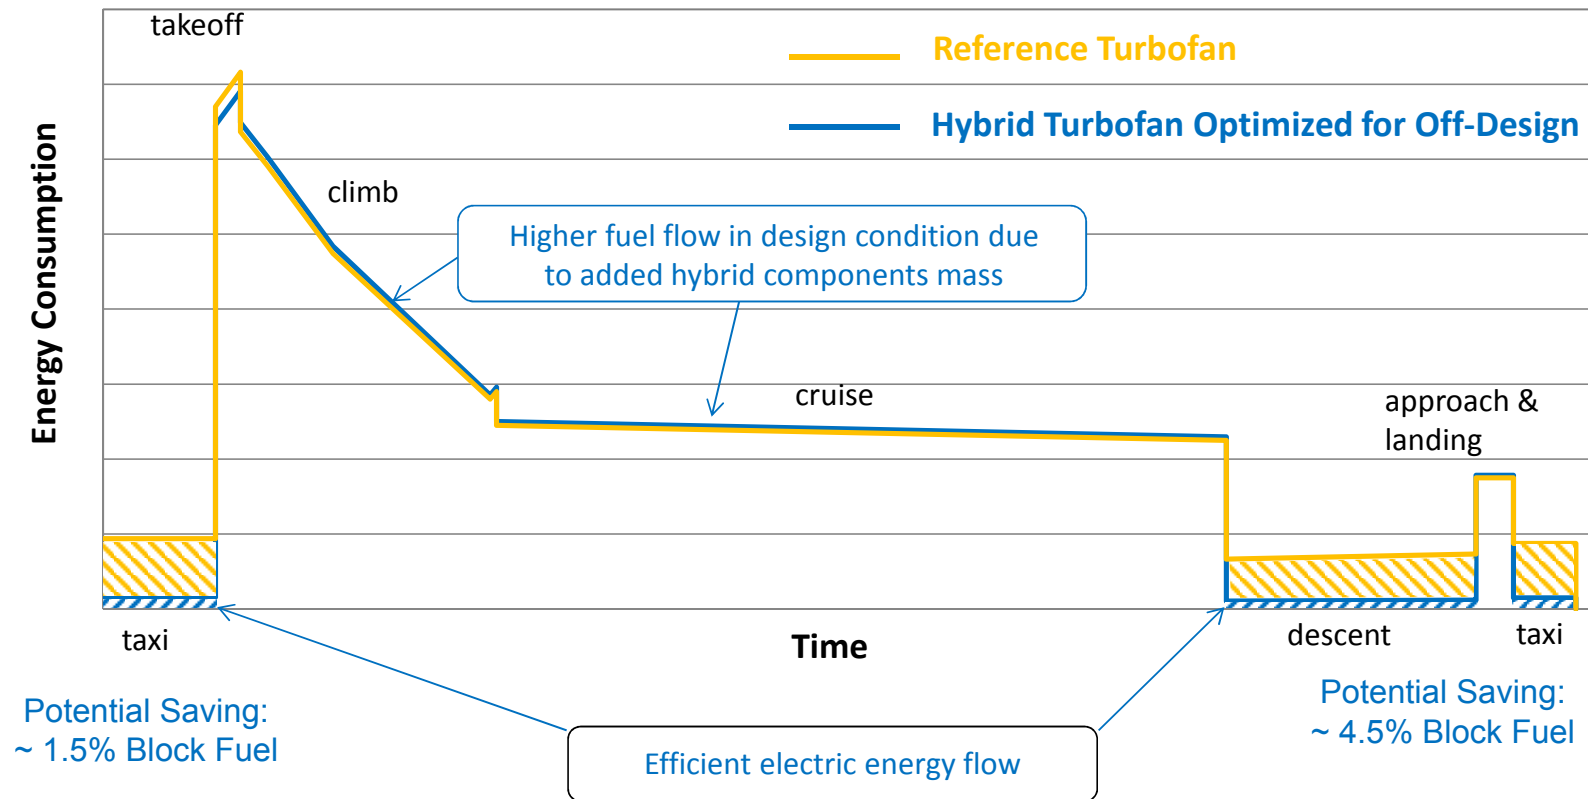 takeoff
Reference Turbofan
Hybrid Turbofan Optimized for Off-Design
climb
Higher fuel flow in design condition due
to added hybrid components mass
Energy Consumption
cruise
approach &
landing
taxi
Time
descent
taxi
Potential Saving:
~ 1.5% Block Fuel
Efficient electric energy flow
Potential Saving:
~ 4.5% Block Fuel